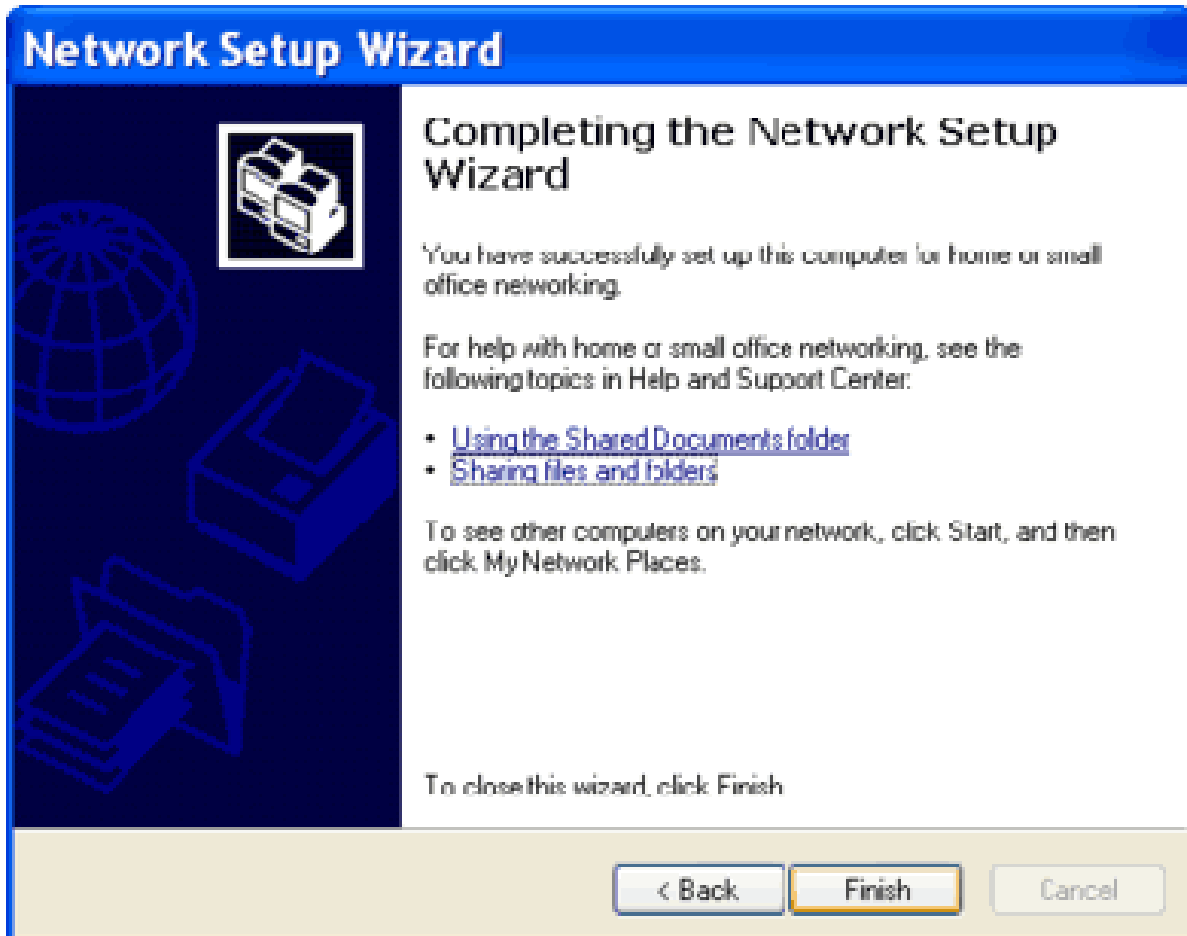 Network Setup Wizard
Completing the Network Setup
Wizard
You have successfully set up this computer for home or small
office networking.
For help with home or small office networking, see the
following topics in Help and Support Center:
• Using the Shared Documents folder
• Sharing files and folders
To see other computers on your network, click Start, and then
click My Network Places.
To close this wizard, click Finish
< Back Finish Cancel